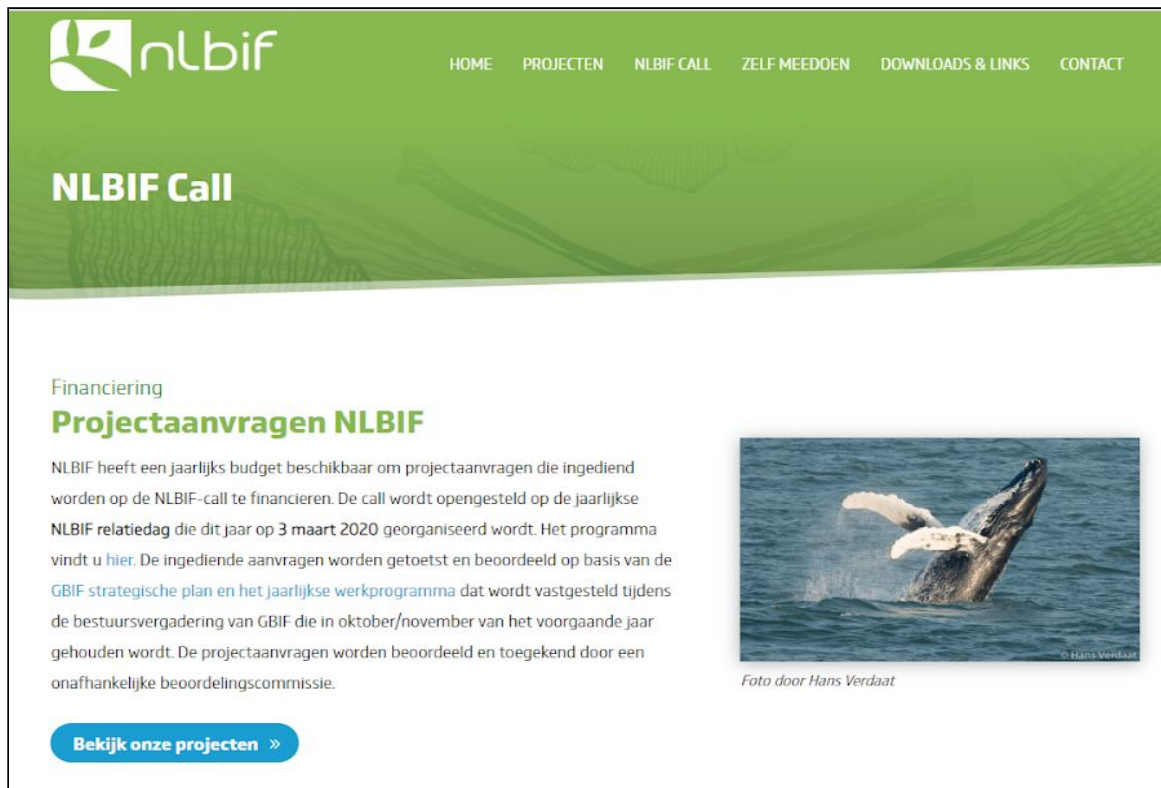 nlbif
HOME PROJECTEN NLBIF CALL ZELF MEEDOEN DOWNLOADS & LINKS CONTACT
NLBIF Call
Financiering
Projectaanvragen NLBIF
NLBIF heeft een jaarlijks budget beschikbaar om projectaanvragen die ingediend
worden op de NLBIF-call te financieren. De call wordt opengesteld op de jaarlijkse
NLBIF relatiedag die dit jaar op 3 maart 2020 georganiseerd wordt. Het programma
vindt u hier. De ingediende aanvragen worden getoetst en beoordeeld op basis van de
GBIF strategische plan en het jaarlijkse werkprogramma dat wordt vastgesteld tijdens
de bestuursvergadering van GBIF die in oktober/november van het voorgaande jaar
gehouden wordt. De projectaanvragen worden beoordeeld en toegekend door een
onafhankelijke beoordelingscommissie.
© Hans Verdaat
Foto door Hans Verdaat
Bekijk onze projecten »